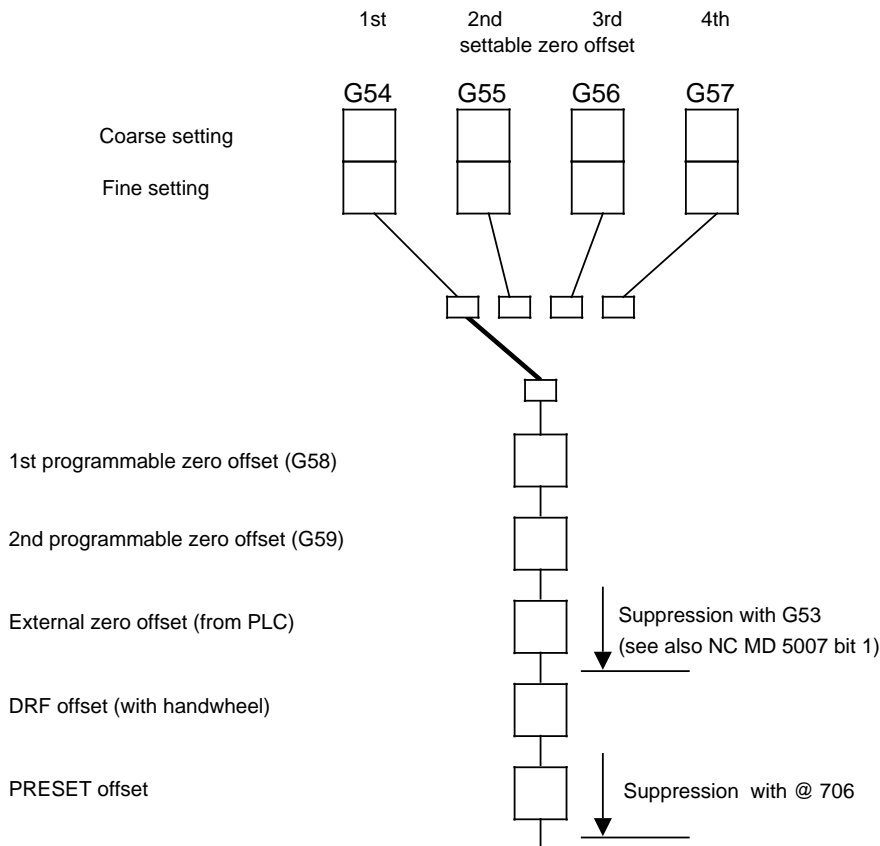 1st 2nd 3rd 4th
settable zero offset
G54 G55 G56 G57
Coarse setting
Fine setting
1st programmable zero offset (G58)
2nd programmable zero offset (G59)
External zero offset (from PLC)
Suppression with G53
(see also NC MD 5007 bit 1)
DRF offset (with handwheel)
PRESET offset
Suppression with @ 706